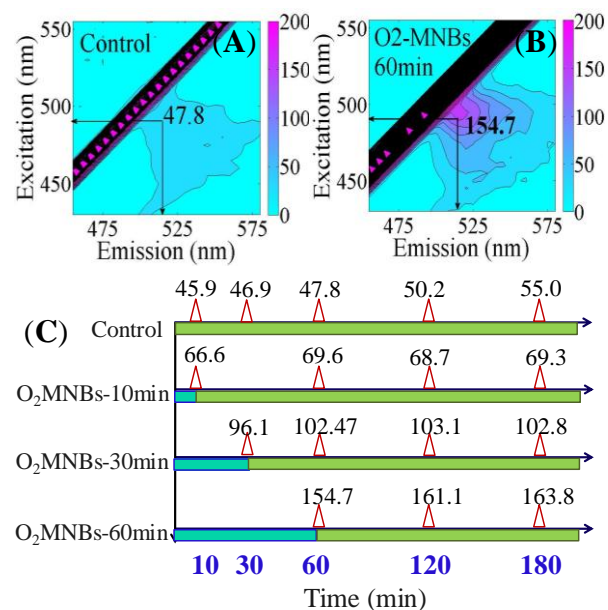 Control (A)
47.8
Excitation (nm)
550
500
450
475 525 575
Emission (nm)
200
150
100
50
0
O2-MNBs (B)
60min
154.7
Excitation (nm)
550
500
450
475 525 575
Emission (nm)
200
150
100
50
0
(C)
45.9 46.9 47.8 50.2 55.0
Control
66.6 69.6 68.7 69.3
O₂MNBs-10min
96.1 102.47 103.1 102.8
O₂MNBs-30min
154.7 161.1 163.8
O₂MNBs-60min
10 30 60 120 180
Time (min)